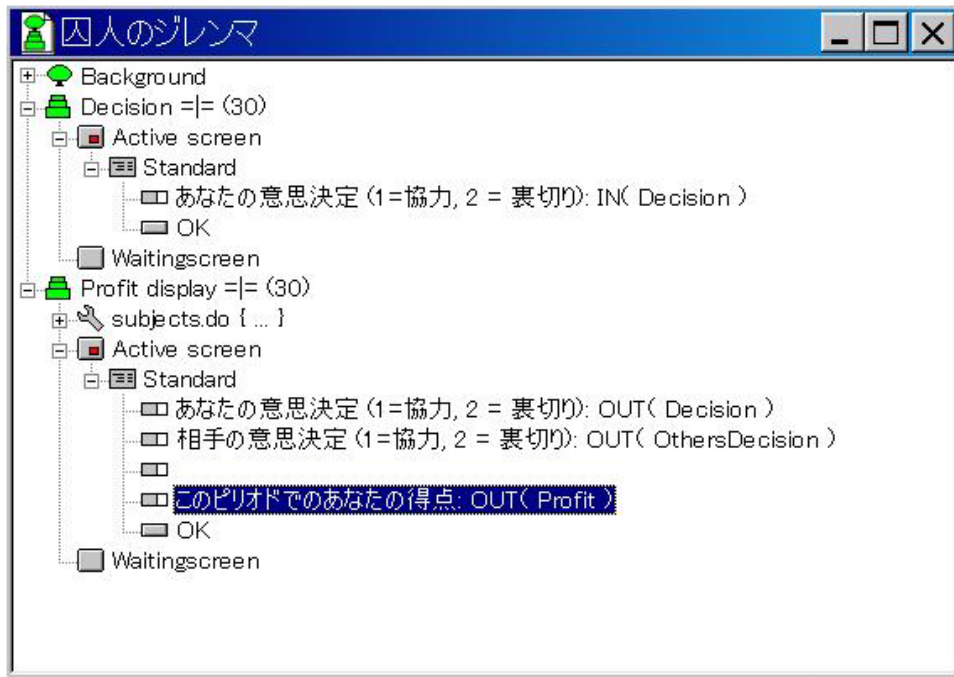 囚人のジレンマ
Background
Decision =|= (30)
Active screen
Standard
あなたの意思決定 (1=協力, 2 = 裏切り): IN( Decision )
OK
Waitingscreen
Profit display =|= (30)
subjects.do { ... }
Active screen
Standard
あなたの意思決定 (1=協力, 2 = 裏切り): OUT( Decision )
相手の意思決定 (1=協力, 2 = 裏切り): OUT( OthersDecision )
このピリオドでのあなたの得点: OUT( Profit )
OK
Waitingscreen